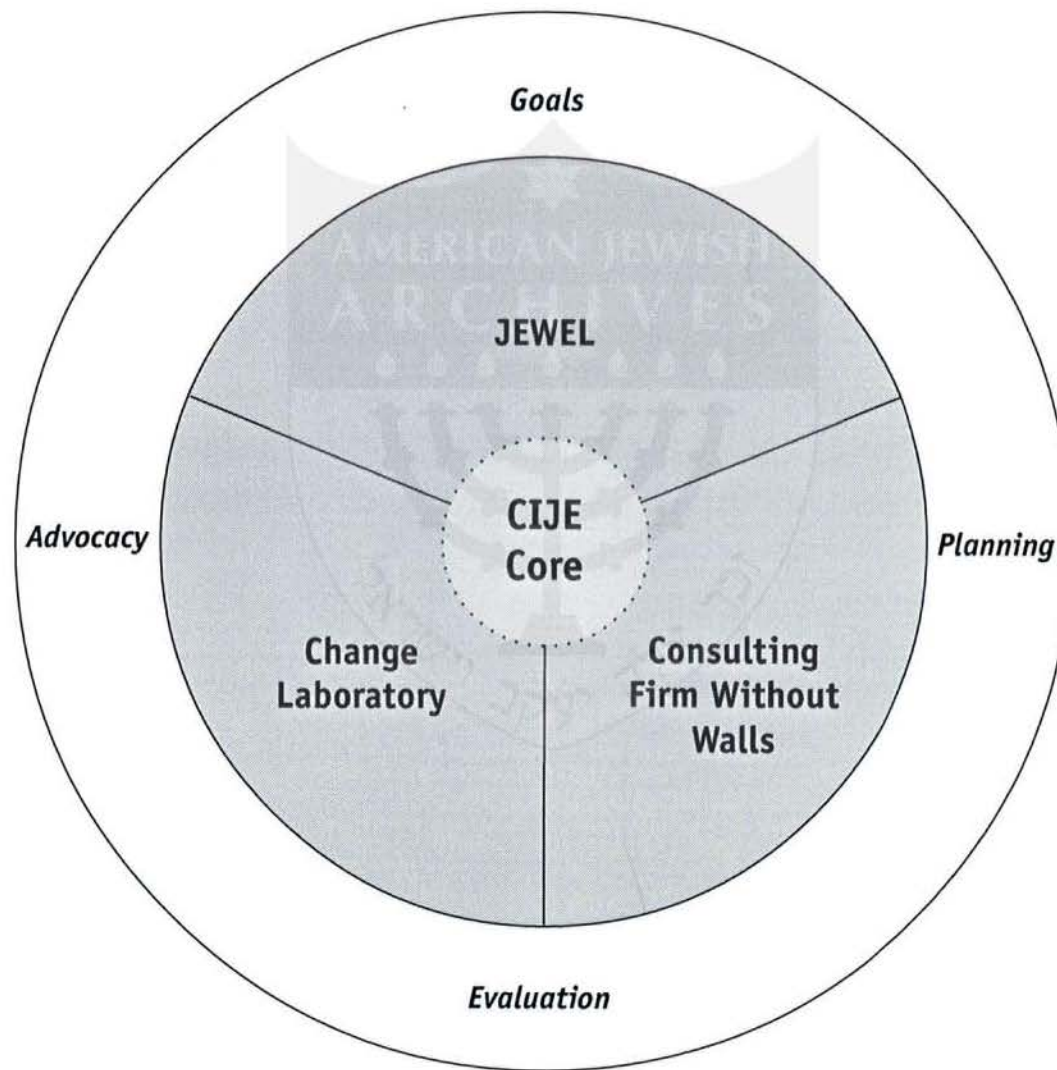 Goals
AMERICAN JEWISH
ARCHIVES
JEWEL
CIJE
Core
Advocacy
Planning
Change
Laboratory
Consulting
Firm Without
Walls
Evaluation